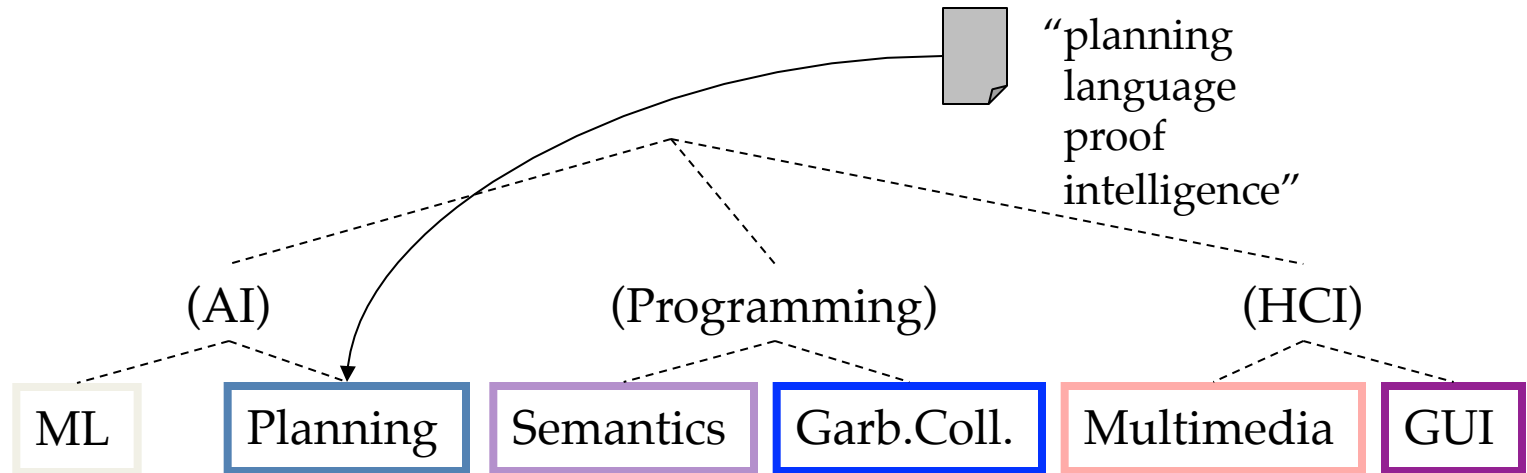 “planning
language
proof
intelligence”
(AI) (Programming) (HCI)
ML Planning Semantics Garb.Coll. Multimedia GUI